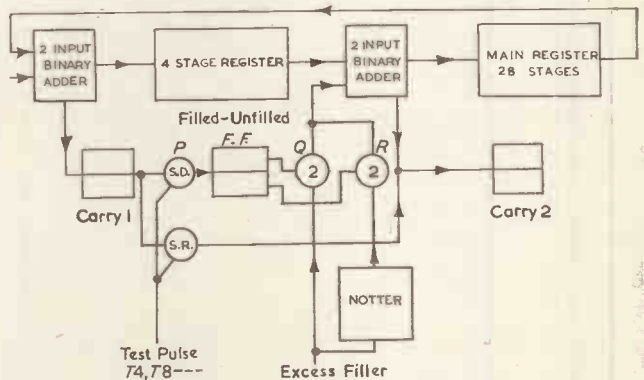 2 INPUT
BINARY
ADDER
4 STAGE REGISTER
2 INPUT
BINARY
ADDER
MAIN REGISTER
28 STAGES
Filled-Unfilled
P
F.F.
Q
R
S.D.
2
2
Carry 1
Carry 2
S.R.
NOTTER
Test Pulse
T4,T8---
Excess Filler